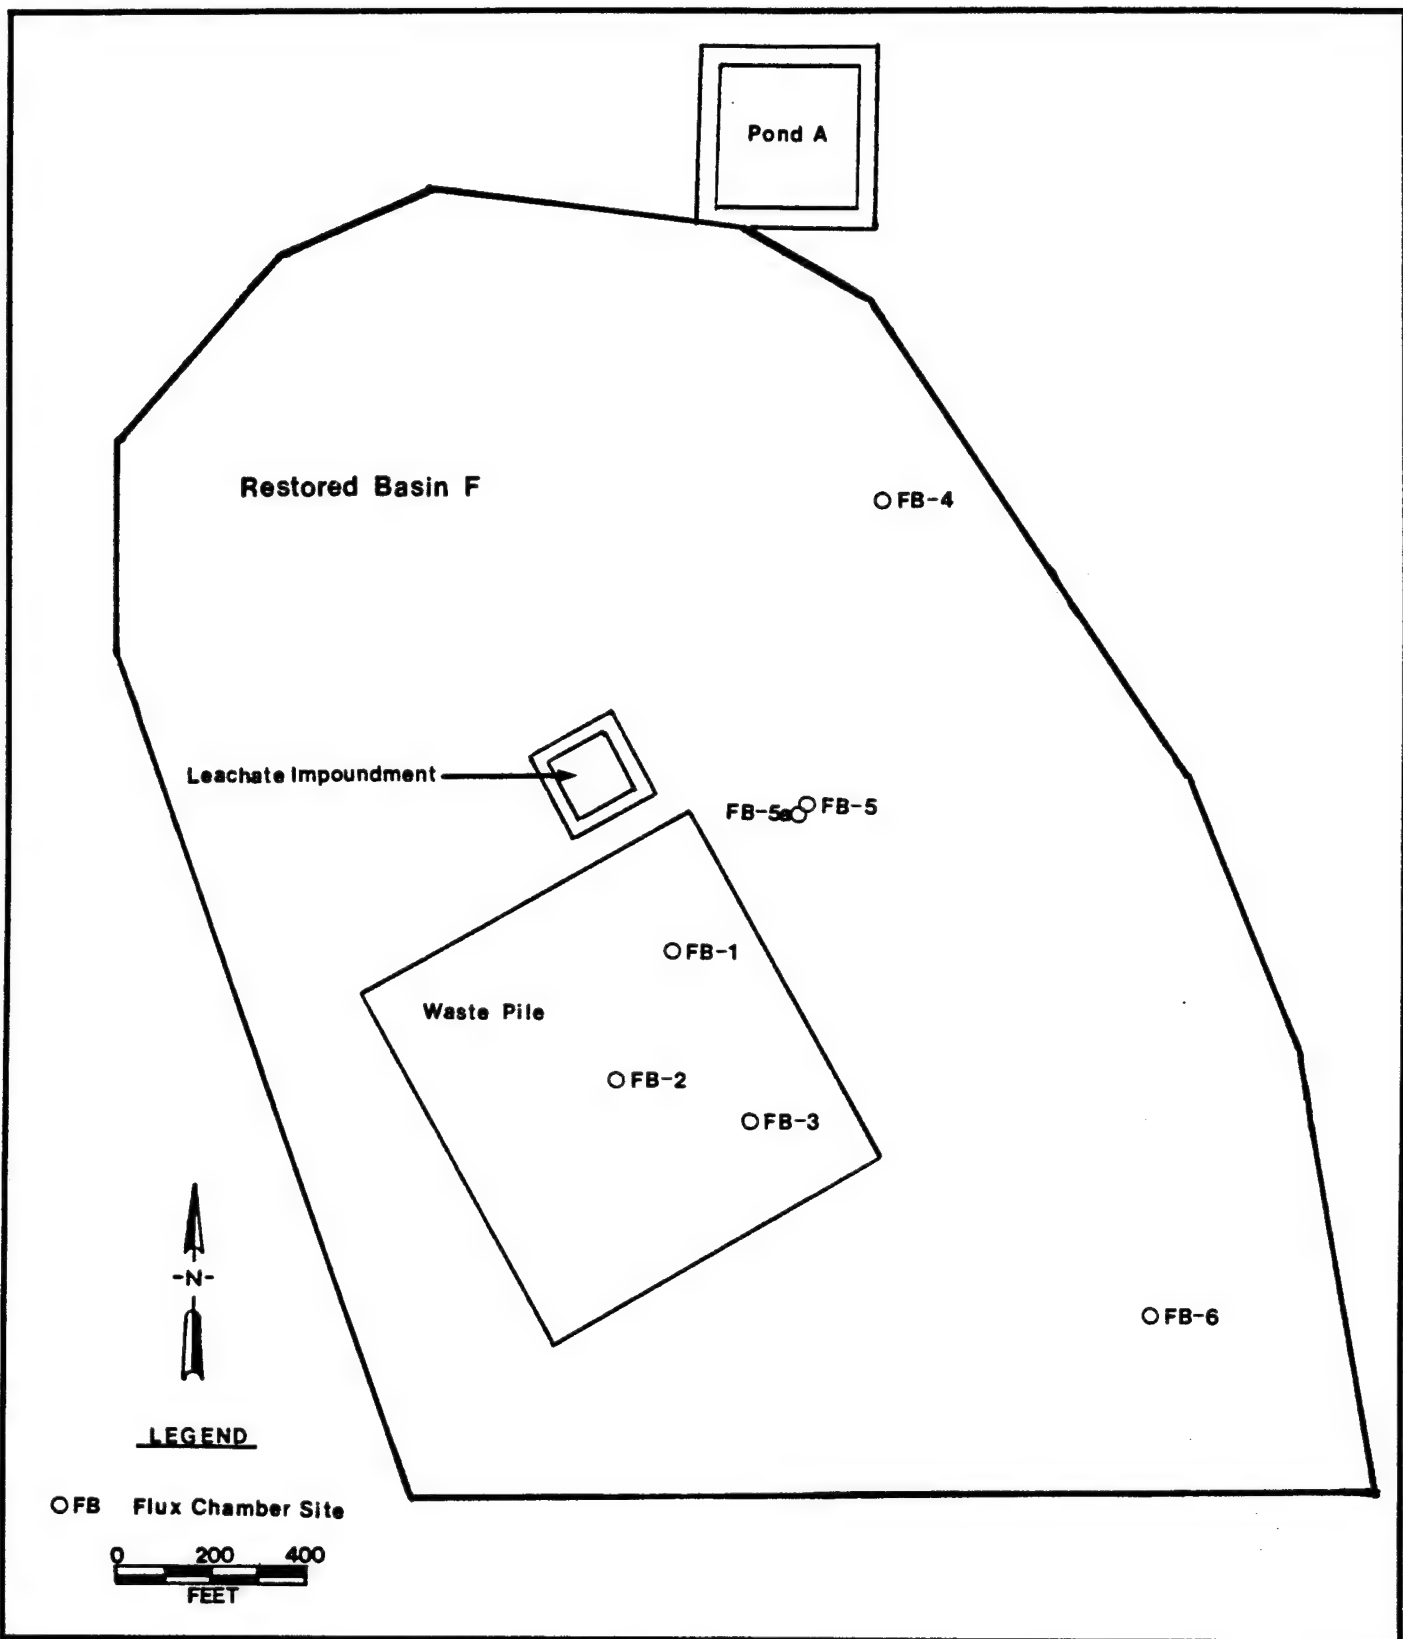 Pond A
Restored Basin F
FB-4
Leachate Impoundment
FB-5a
FB-5
FB-1
Waste Pile
FB-2
FB-3
-N-
FB-6
LEGEND
FB Flux Chamber Site
0 200 400
FEET